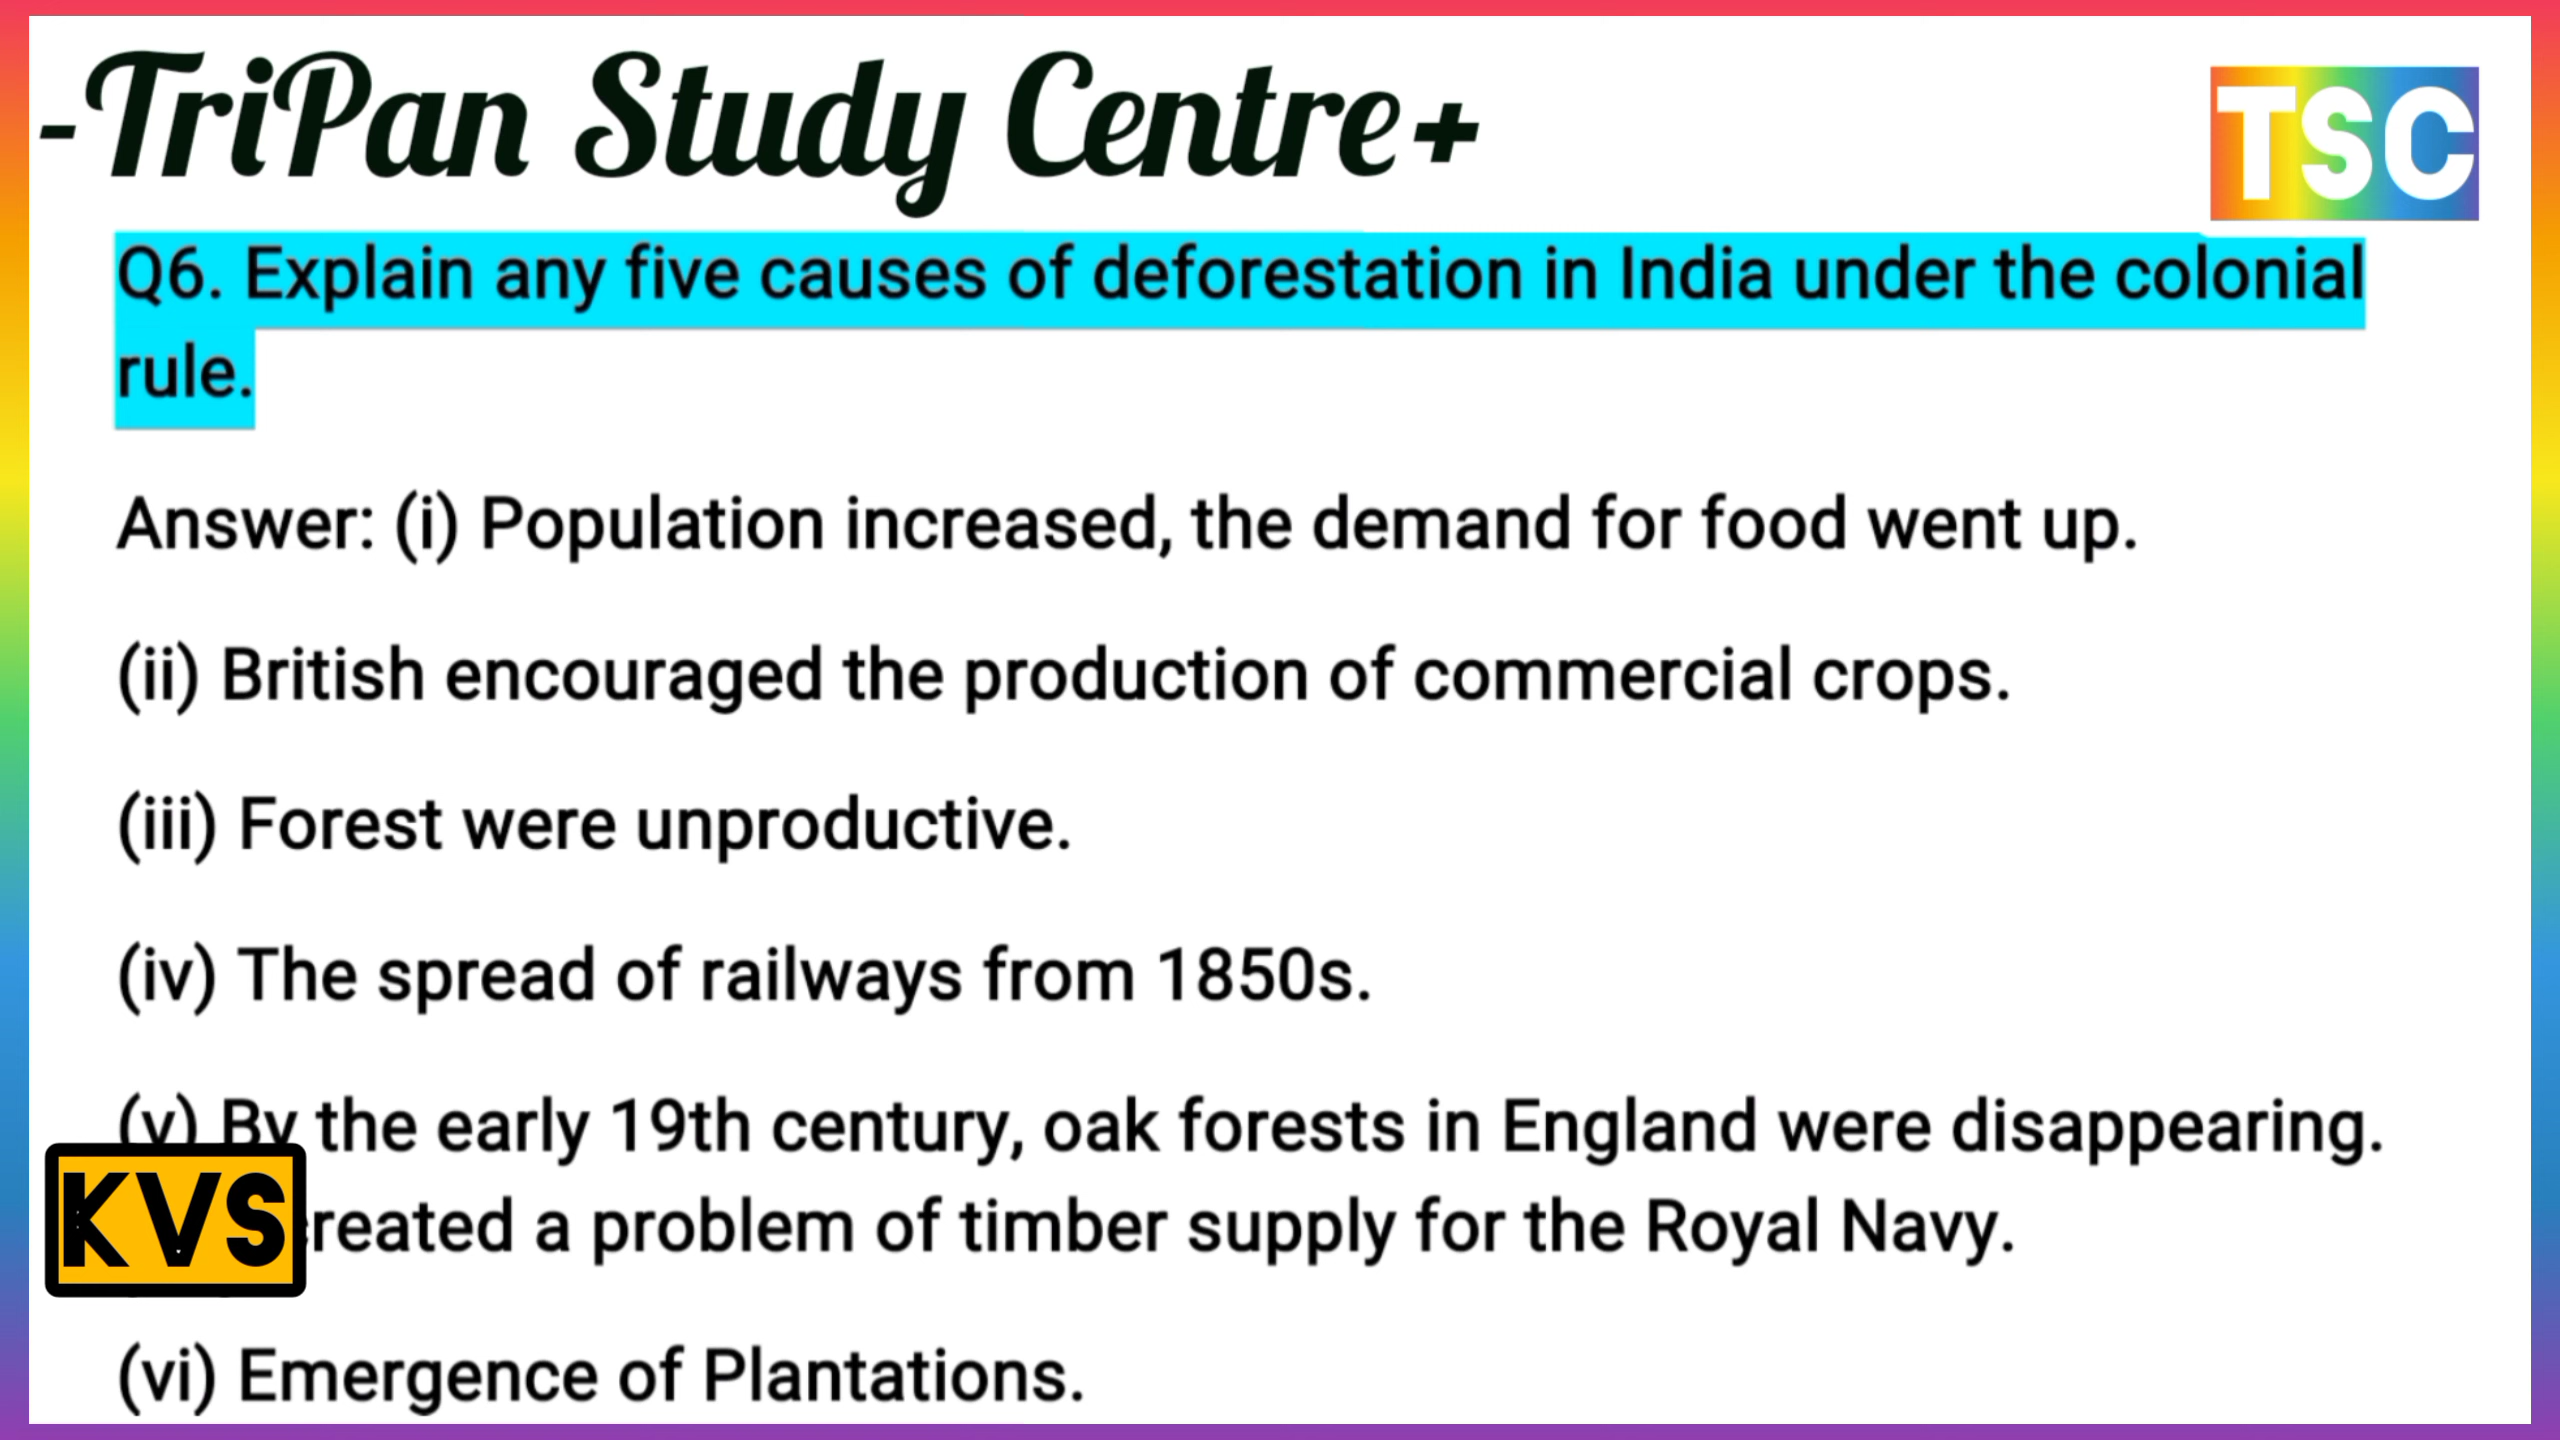 -TriPan Study Centre+
TSC
Q6. Explain any five causes of deforestation in India under the colonial
rule.
Answer: (i) Population increased, the demand for food went up.
(ii) British encouraged the production of commercial crops.
(iii) Forest were unproductive.
(iv) The spread of railways from 1850s.
(v) By the early 19th century, oak forests in England were disappearing.
created a problem of timber supply for the Royal Navy.
KVS
(vi) Emergence of Plantations.